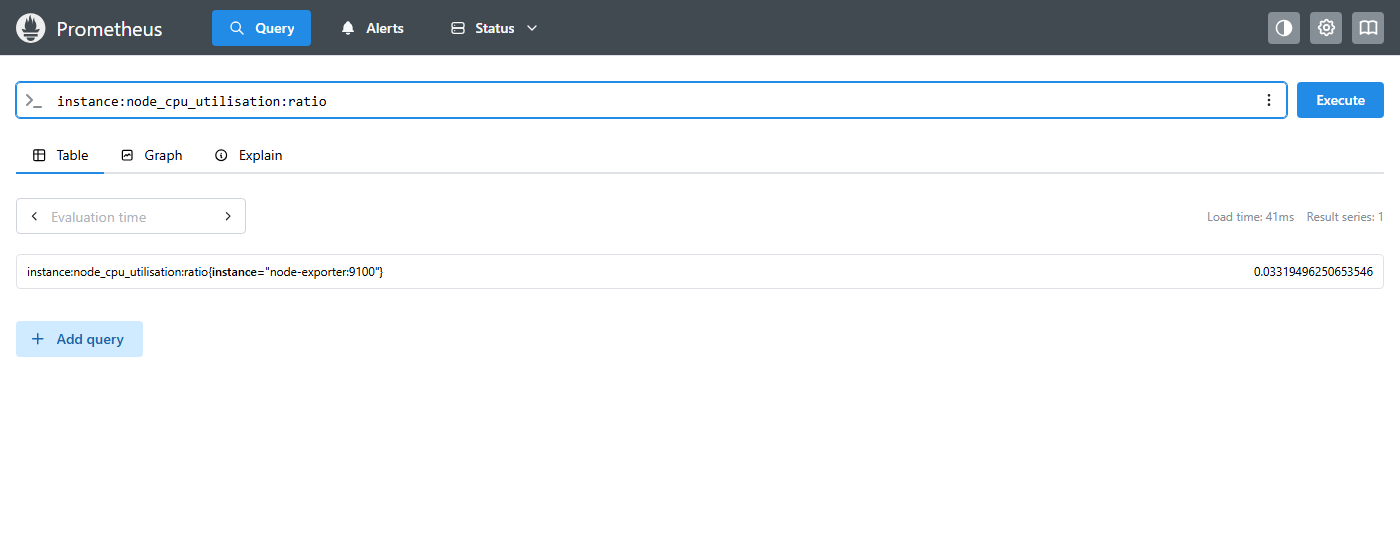 Prometheus Query Alerts Status
instance:node_cpu_utilisation:ratio Execute
Table Graph Explain
Evaluation time Load time: 41ms Result series: 1
instance:node_cpu_utilisation:ratio{instance="node-exporter:9100"} 0.03319496250653546
Add query